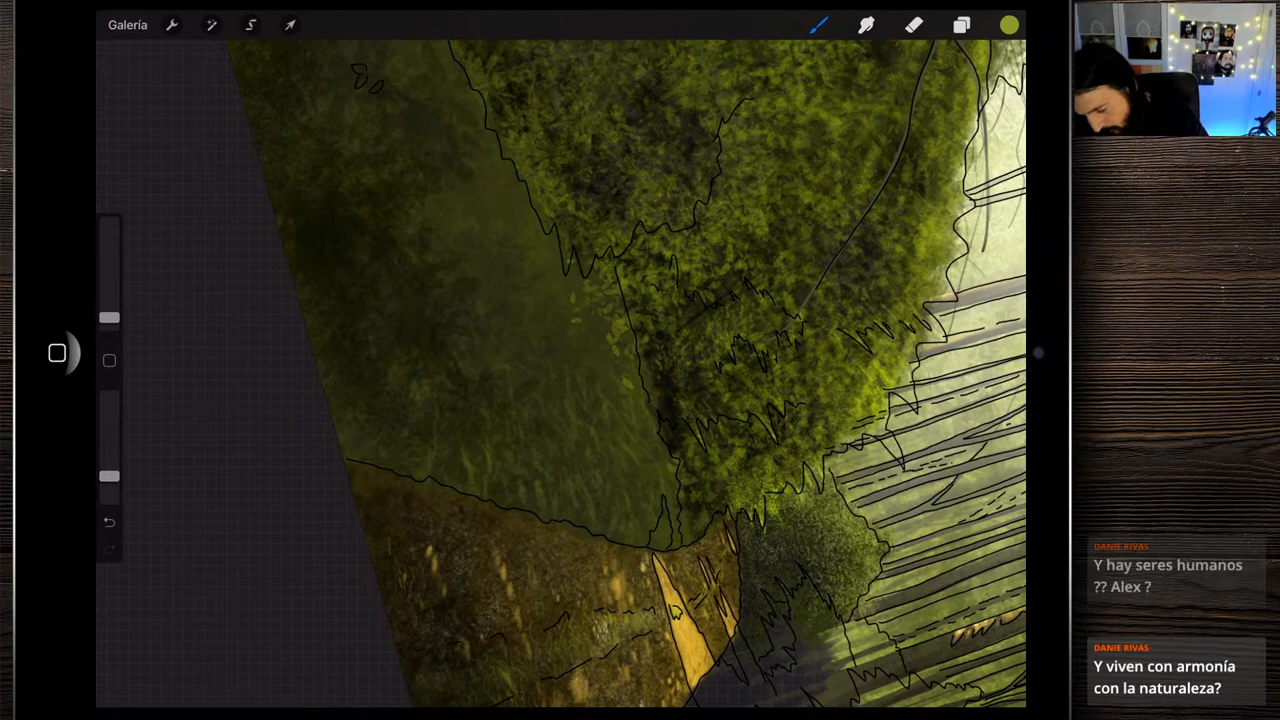 Galería
DANIE RIVAS
Y hay seres humanos
?? Alex ?
DANIE RIVAS
Y viven con armonía
con la naturaleza?